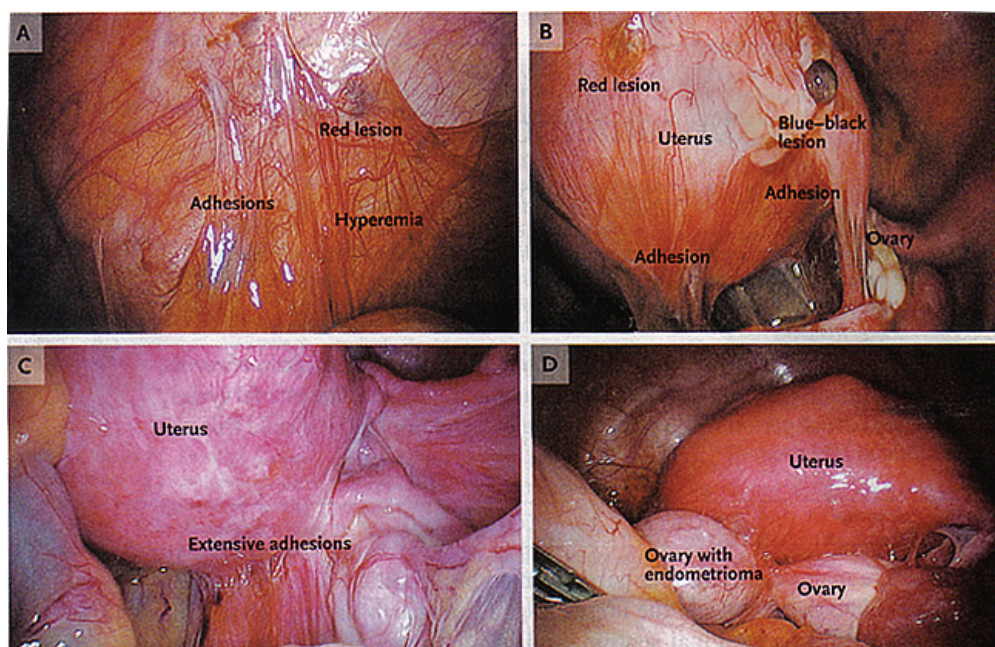 A
Red lesion
Adhesions
Hyperemia
B
Red lesion
Uterus
Blue–black
lesion
Adhesion
Ovary
Adhesion
C
Uterus
Extensive adhesions
D
Uterus
Ovary with
endometrioma
Ovary